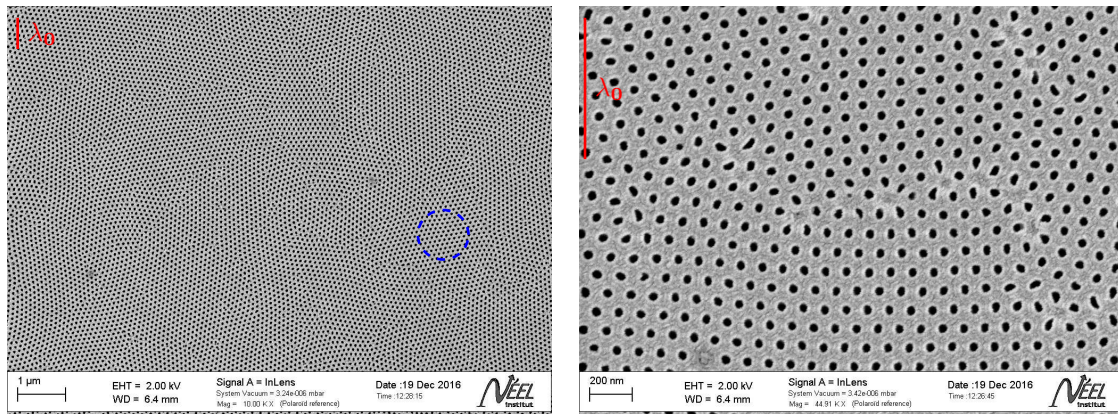 λ₀
1 µm
EHT = 2.00 kV
WD = 6.4 mm
Signal A = InLens
System Vacuum = 3.24e-006 mbar
Mag = 10.00 K X (Polaroid reference)
Date :19 Dec 2016
Time :12:28:15
NÉEL
Institut
λ₀
200 nm
EHT = 2.00 kV
WD = 6.4 mm
Signal A = InLens
System Vacuum = 3.42e-006 mbar
Mag = 44.91 K X (Polaroid reference)
Date :19 Dec 2016
Time :12:26:45
NÉEL
Institut